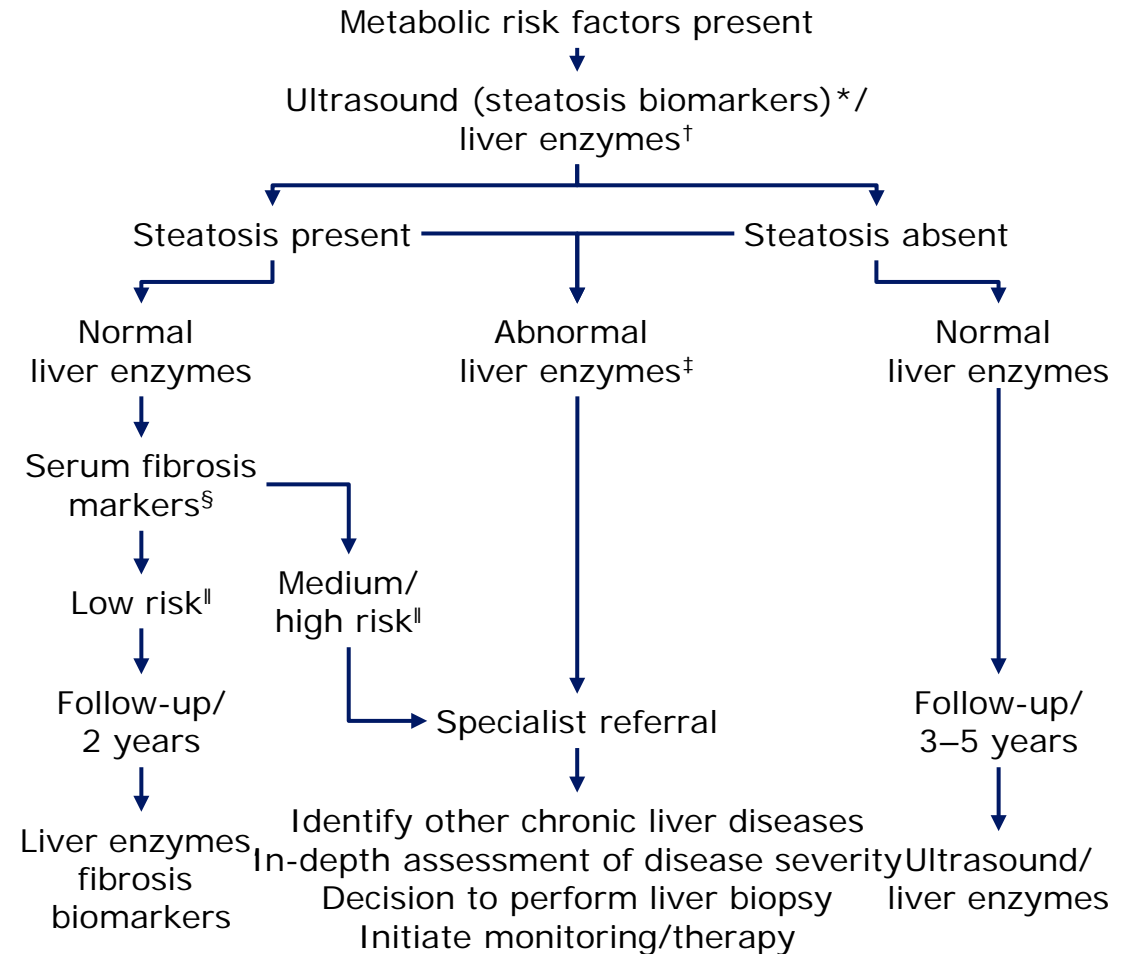 Metabolic risk factors present
Ultrasound (steatosis biomarkers)*/
liver enzymes†
Steatosis present
Steatosis absent
Normal
liver enzymes
Abnormal
liver enzymes‡
Normal
liver enzymes
Serum fibrosis
markers§
Low risk‖
Medium/
high risk‖
Follow-up/
2 years
Specialist referral
Follow-up/
3–5 years
Liver enzymes,
fibrosis
biomarkers
Identify other chronic liver diseases
In-depth assessment of disease severity
Decision to perform liver biopsy
Initiate monitoring/therapy
Ultrasound/
liver enzymes